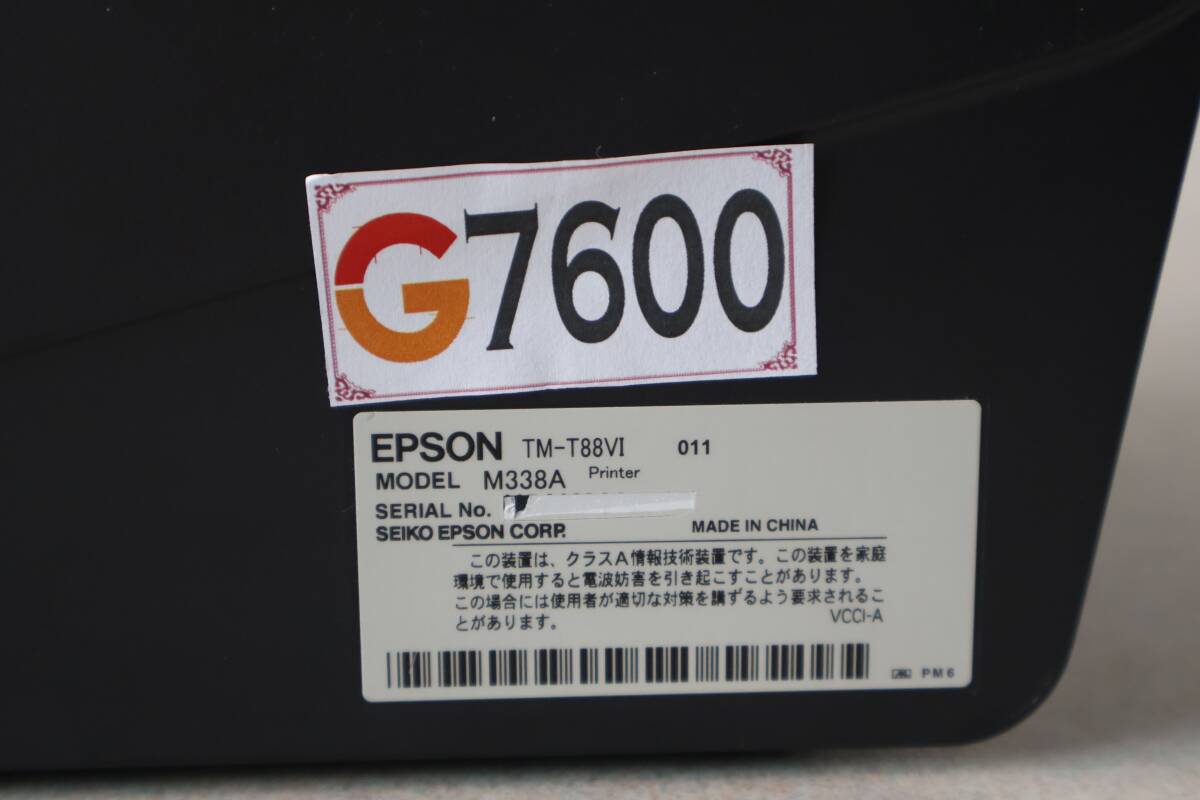 G7600
EPSON TM-T88VI 011
MODEL M338A Printer
SERIAL No.
SEIKO EPSON CORP. MADE IN CHINA
この装置は、クラスA情報技術装置です。この装置を家庭
環境で使用すると電波妨害を引き起こすことがあります。
この場合には使用者が適切な対策を講ずるよう要求されるこ
とがあります。 VCCI-A
PM6